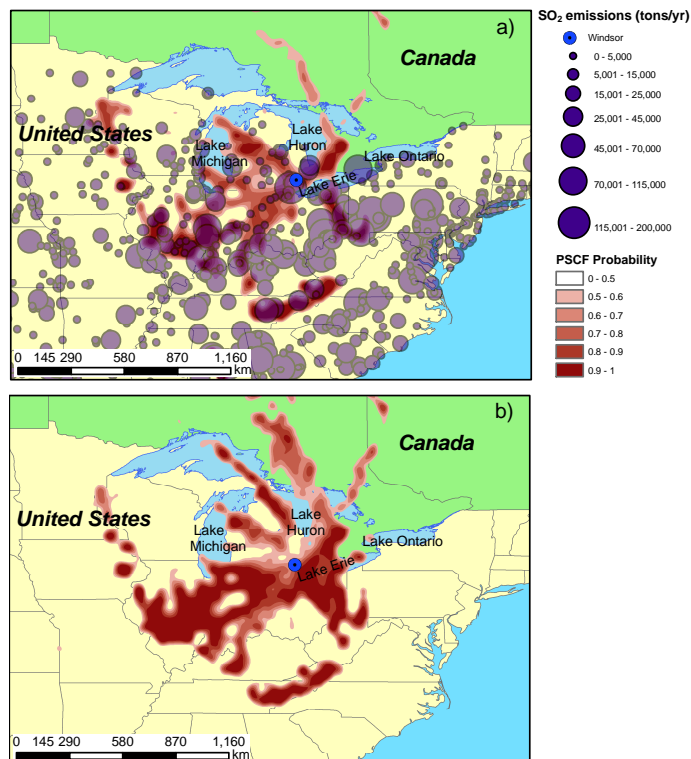 a)
Canada
United States
Lake
Michigan
Lake
Huron
Lake Ontario
Lake Erie
0 145 290 580 870 1,160
km
SO2 emissions (tons/yr)
Windsor
0 - 5,000
5,001 - 15,000
15,001 - 25,000
25,001 - 45,000
45,001 - 70,000
70,001 - 115,000
115,001 - 200,000
PSCF Probability
0 - 0.5
0.5 - 0.6
0.6 - 0.7
0.7 - 0.8
0.8 - 0.9
0.9 - 1
b)
Canada
United States
Lake
Michigan
Lake
Huron
Lake Ontario
Lake Erie
0 145 290 580 870 1,160
km